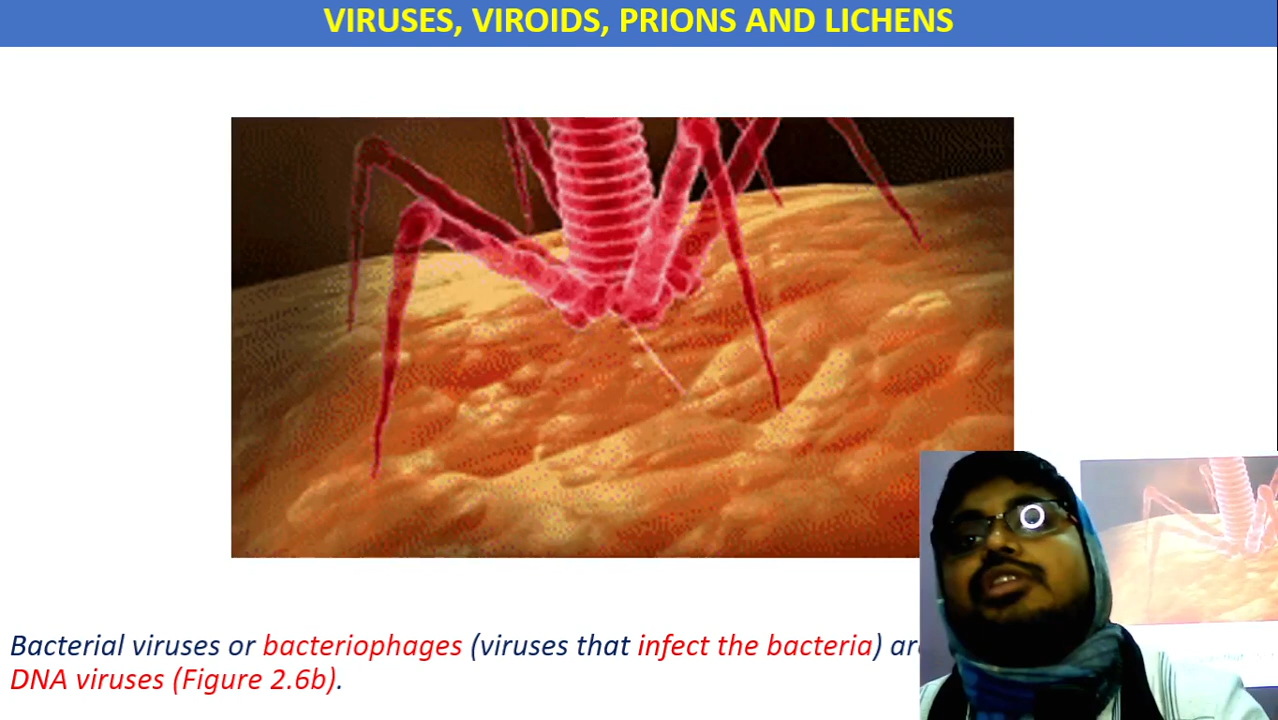 VIRUSES, VIROIDS, PRIONS AND LICHENS
Bacterial viruses or bacteriophages (viruses that infect the bacteria)
DNA viruses (Figure 2.6b).